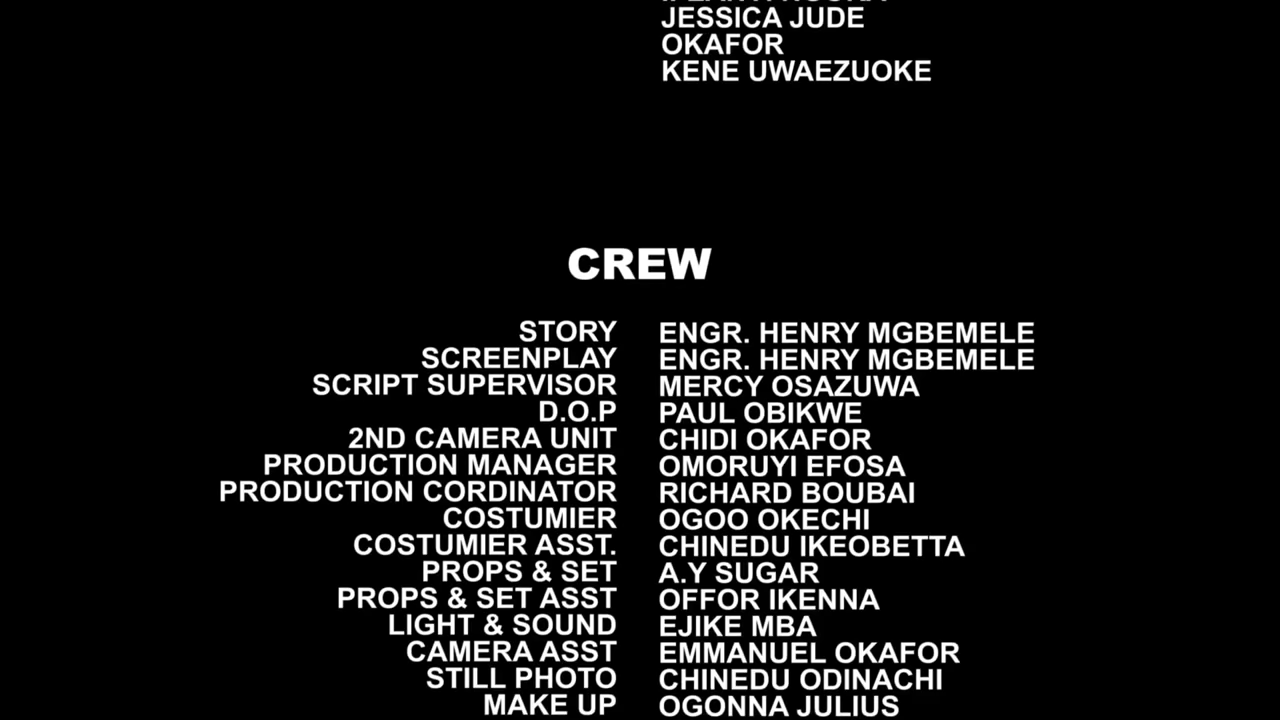 JESSICA JUDE
OKAFOR
KENE UWAEZUOKE
CREW
STORY ENGR. HENRY MGBEMELE
SCREENPLAY ENGR. HENRY MGBEMELE
SCRIPT SUPERVISOR MERCY OSAZUWA
D.O.P PAUL OBIKWE
2ND CAMERA UNIT CHIDI OKAFOR
PRODUCTION MANAGER OMORUYI EFOSA
PRODUCTION CORDINATOR RICHARD BOUBAI
COSTUMIER OGOO OKECHI
COSTUMIER ASST. CHINEDU IKEOBETTA
PROPS & SET A.Y SUGAR
PROPS & SET ASST OFFOR IKENNA
LIGHT & SOUND EJIKE MBA
CAMERA ASST EMMANUEL OKAFOR
STILL PHOTO CHINEDU ODINACHI
MAKE UP OGONNA JULIUS